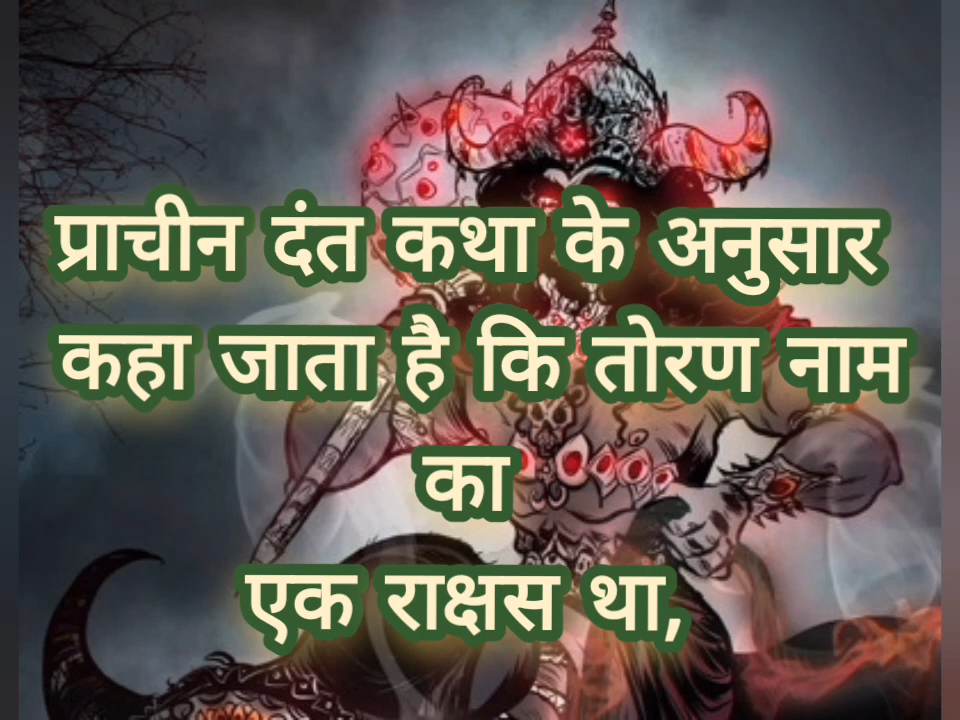 प्राचीन दंत कथा के अनुसार
कहा जाता है कि तोरण नाम
का
एक राक्षस था,